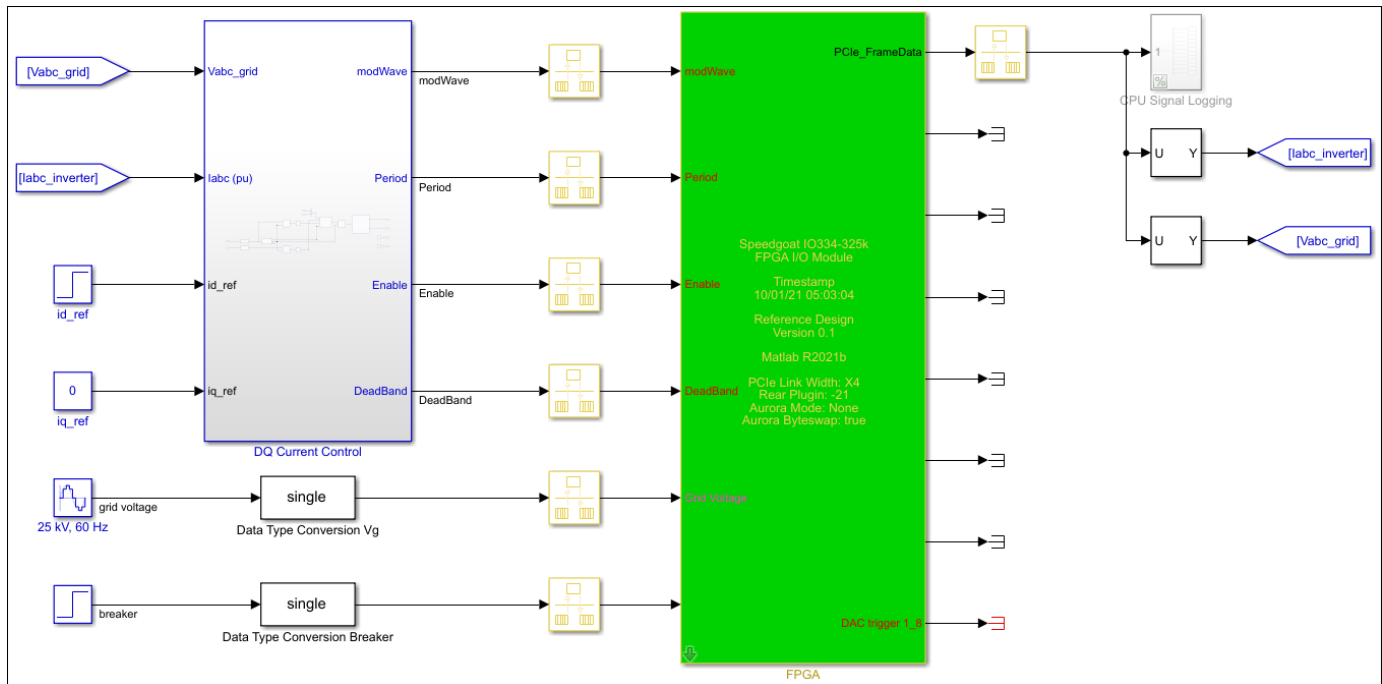 [Vabc_grid]
Vabc_grid
modWave
modWave
modWave
PCIe_FrameData
1
%
CPU Signal Logging
U
Y
[Iabc_inverter]
[Iabc_inverter]
Iabc (pu)
Period
Period
Period
U
Y
[Vabc_grid]
Speedgoat IO334-325k
FPGA I/O Module
Timestamp
10/01/21 05:03:04
Reference Design
Version 0.1
Matlab R2021b
PCIe Link Width: X4
Rear Plugin: -21
Aurora Mode: None
Aurora Byteswap: true
id_ref
id_ref
Enable
Enable
Enable
0
iq_ref
iq_ref
DeadBand
DeadBand
DeadBand
DQ Current Control
grid voltage
25 kV, 60 Hz
single
Data Type Conversion Vg
Grid Voltage
breaker
single
Data Type Conversion Breaker
DAC trigger 1_8
FPGA